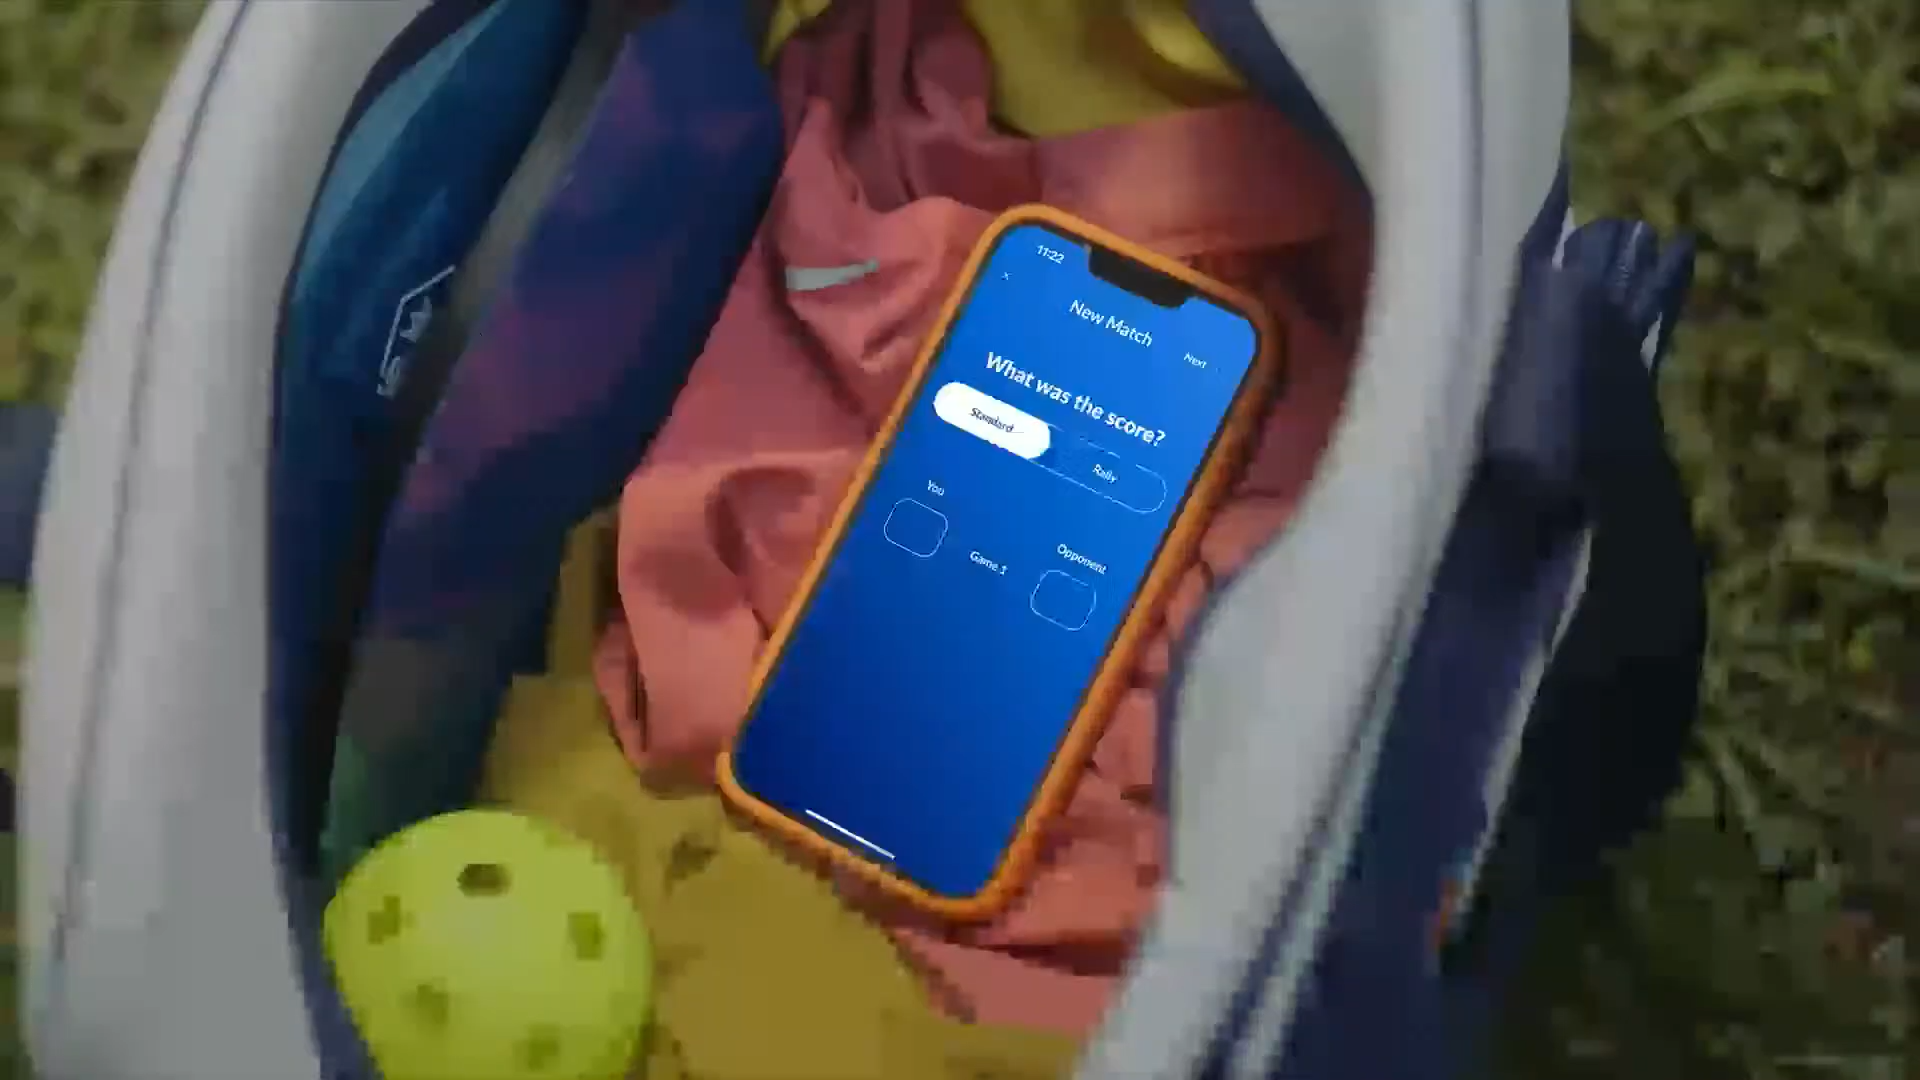 11:22
×
New Match
Next
What was the score?
Standard
Rally
You
Opponent
Game 1